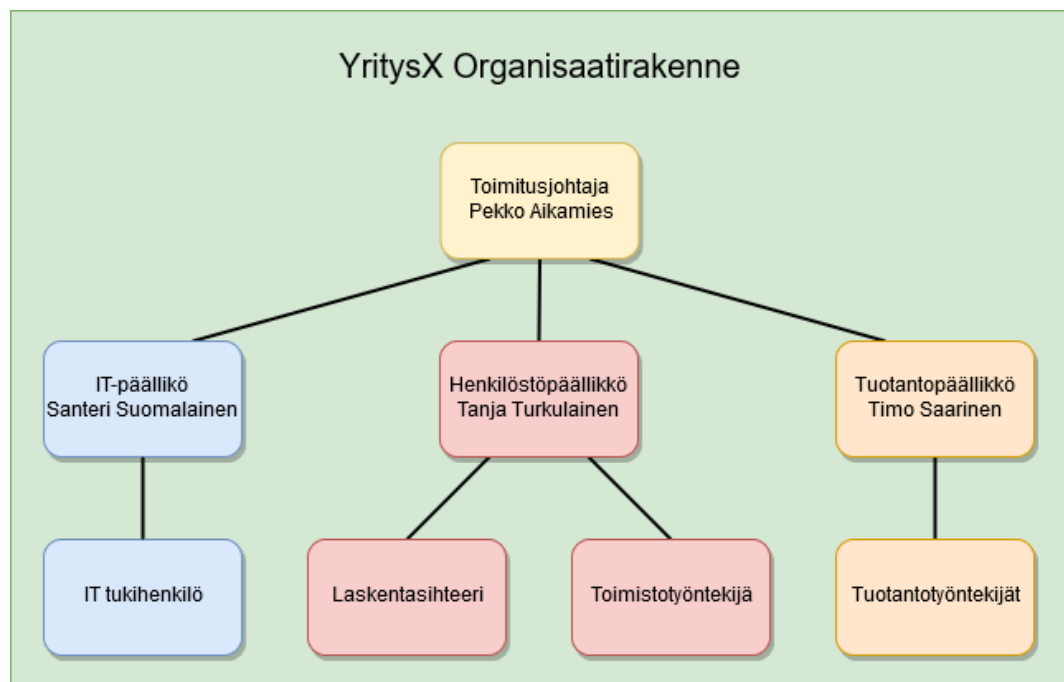 YritysX Organisaatirakenne
Toimitusjohtaja
Pekko Aikamies
IT-päällikö
Santeri Suomalainen
Henkilöstöpäällikkö
Tanja Turkulainen
Tuotantopäällikkö
Timo Saarinen
IT tukihenkilö
Laskentasihteeri
Toimistotyöntekijä
Tuotantotyöntekijät